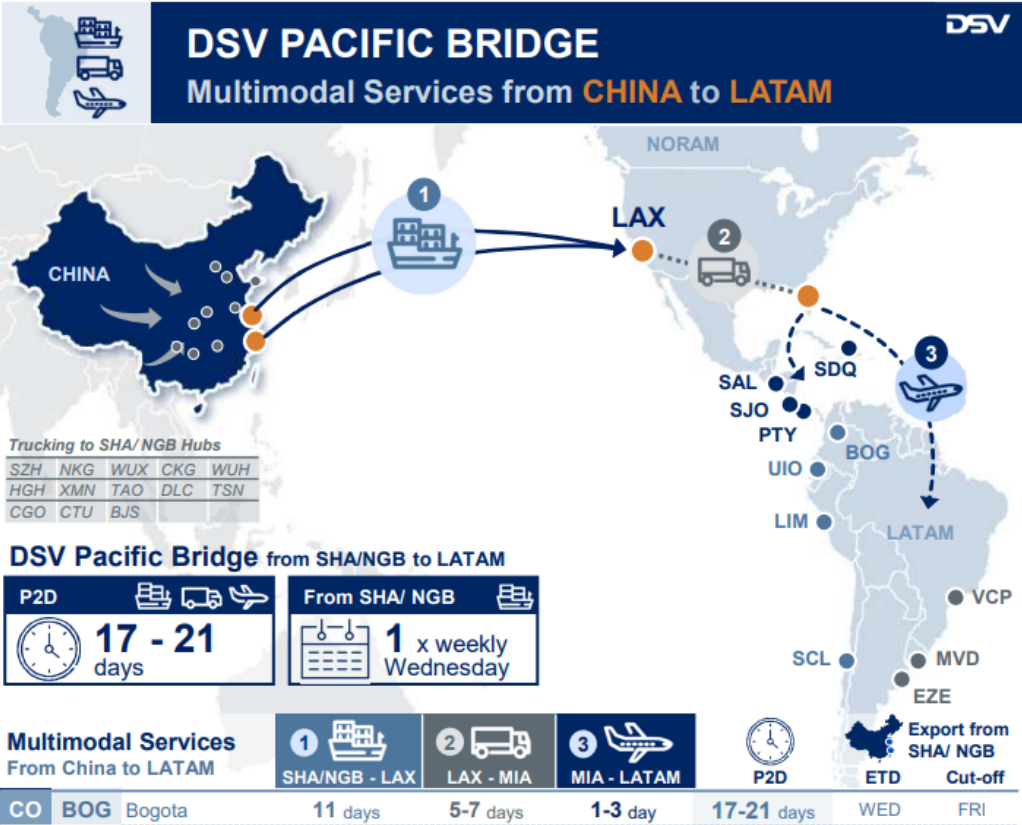 DSV
DSV PACIFIC BRIDGE
Multimodal Services from CHINA to LATAM
NORAM
1
LAX
2
CHINA
3
SDQ
SAL
SJO
PTY
BOG
UIO
LIM
LATAM
VCP
SCL
MVD
EZE
Trucking to SHA/ NGB Hubs
SZH NKG WUX CKG WUH
HGH XMN TAO DLC TSN
CGO CTU BJS
DSV Pacific Bridge from SHA/NGB to LATAM
P2D
17 - 21
days
From SHA/ NGB
1 x weekly
Wednesday
Multimodal Services
From China to LATAM
1
SHA/NGB - LAX
2
LAX - MIA
3
MIA - LATAM
P2D
Export from
SHA/ NGB
ETD Cut-off
CO BOG Bogota 11 days 5-7 days 1-3 day 17-21 days WED FRI